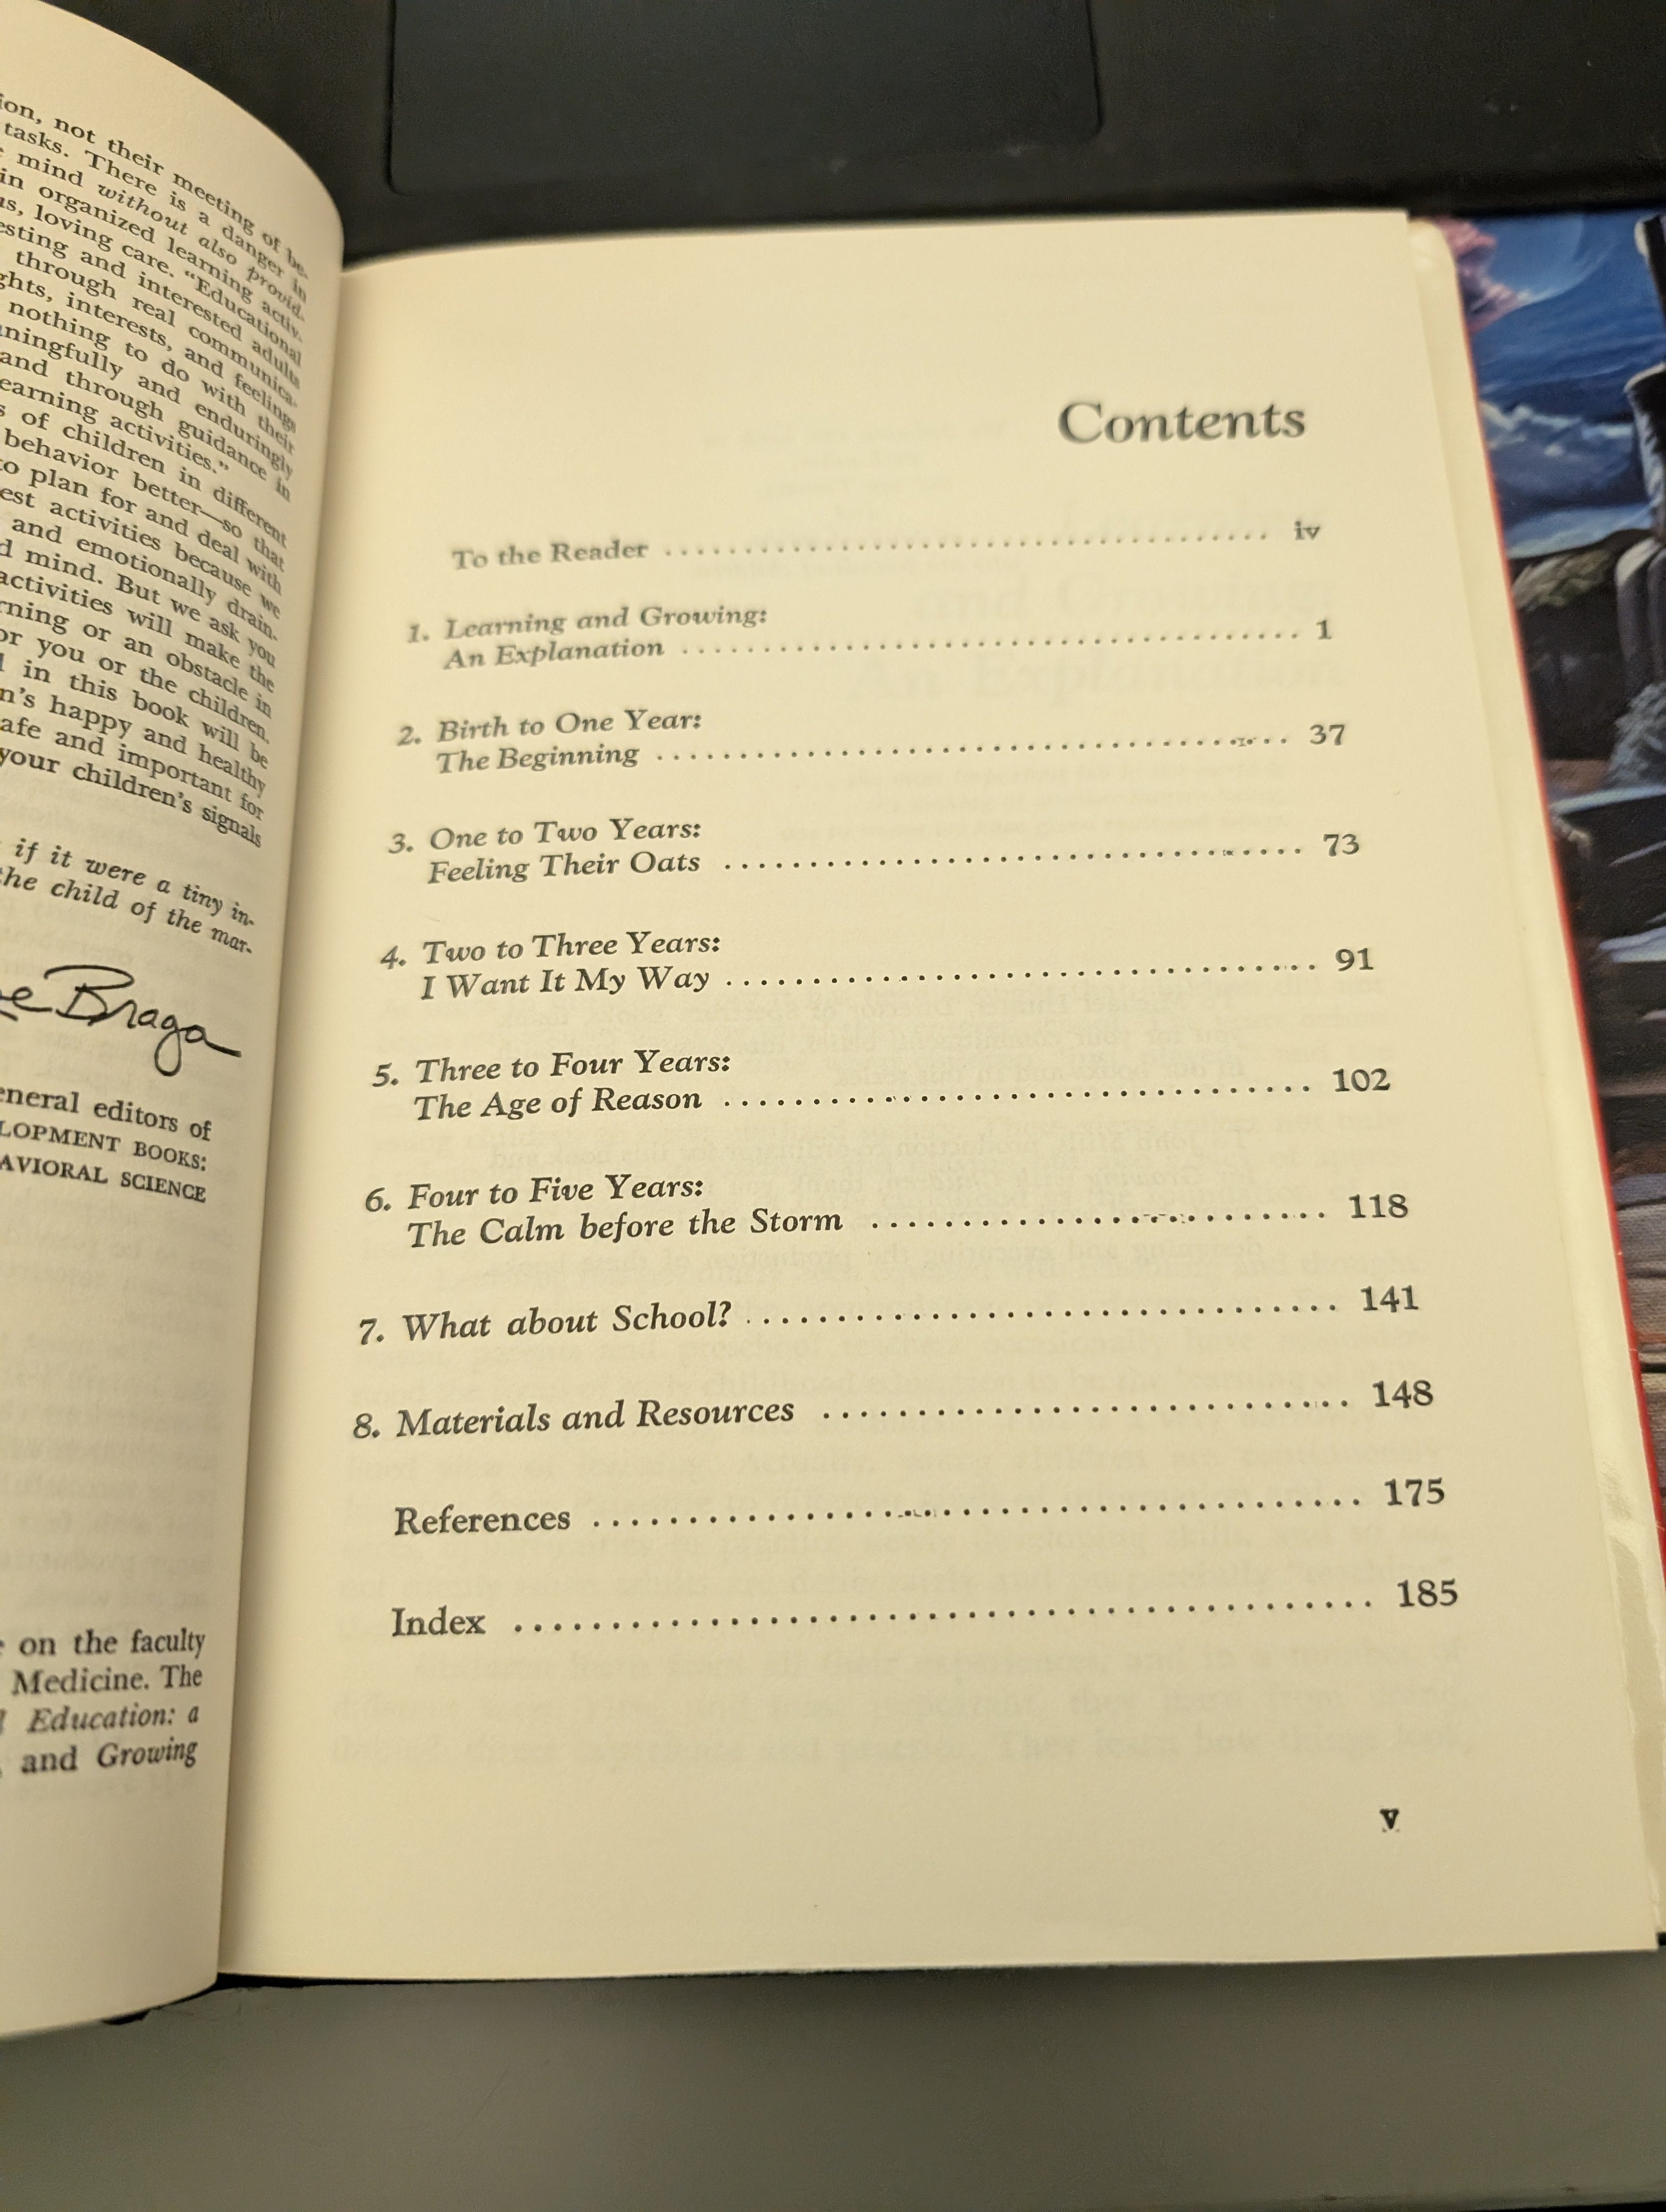 ion, not their meeting of be-
tasks. There is a danger in
mind without also provid-
in organized learning activ-
loving care. "Educational
esting and interested adults
through real communica-
ghts, interests, and feelings
nothing to do with their
ningfully and enduringly
and through guidance in
earning activities."
of children in different
behavior better—so that
to plan for and deal with
est activities because we
and emotionally drain-
d mind. But we ask you
activities will make the
rning or an obstacle in
or you or the children.
in this book will be
n's happy and healthy
afe and important for
your children's signals
if it were a tiny in-
the child of the mar-
Braga
eneral editors of
LOPMENT BOOKS:
AVIORAL SCIENCE
on the faculty
Medicine. The
Education: a
and Growing
Contents
To the Reader .......... iv
1. Learning and Growing:
An Explanation .......... 1
2. Birth to One Year:
The Beginning .......... 37
3. One to Two Years:
Feeling Their Oats .......... 73
4. Two to Three Years:
I Want It My Way .......... 91
5. Three to Four Years:
The Age of Reason .......... 102
6. Four to Five Years:
The Calm before the Storm .......... 118
7. What about School? .......... 141
8. Materials and Resources .......... 148
References .......... 175
Index .......... 185
v